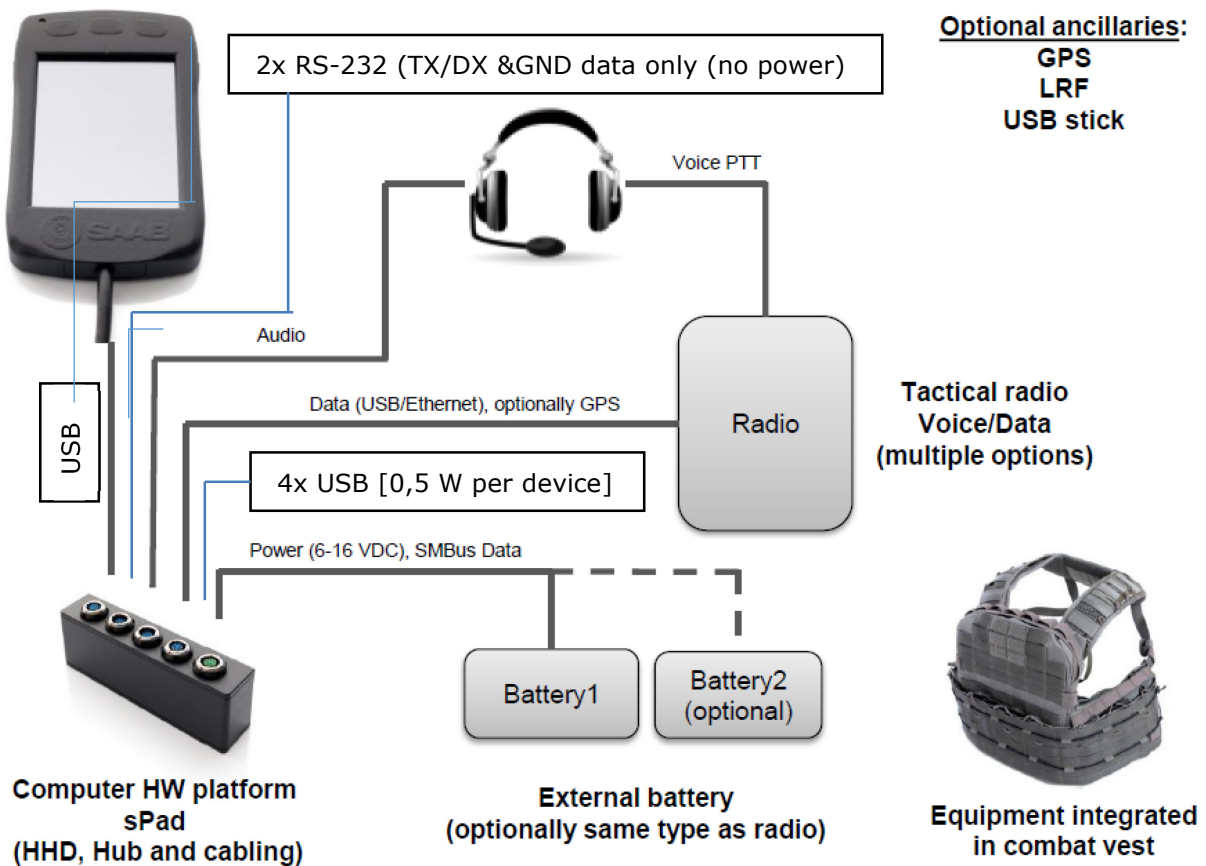 Optional ancillaries:
GPS
LRF
USB stick
2x RS-232 (TX/DX &GND data only (no power)
Voice PTT
SAAB
Audio
USB
Data (USB/Ethernet), optionally GPS
Radio
Tactical radio
Voice/Data
(multiple options)
4x USB [0,5 W per device]
Power (6-16 VDC), SMBus Data
Battery1
Battery2
(optional)
Computer HW platform
sPad
(HHD, Hub and cabling)
External battery
(optionally same type as radio)
Equipment integrated
in combat vest